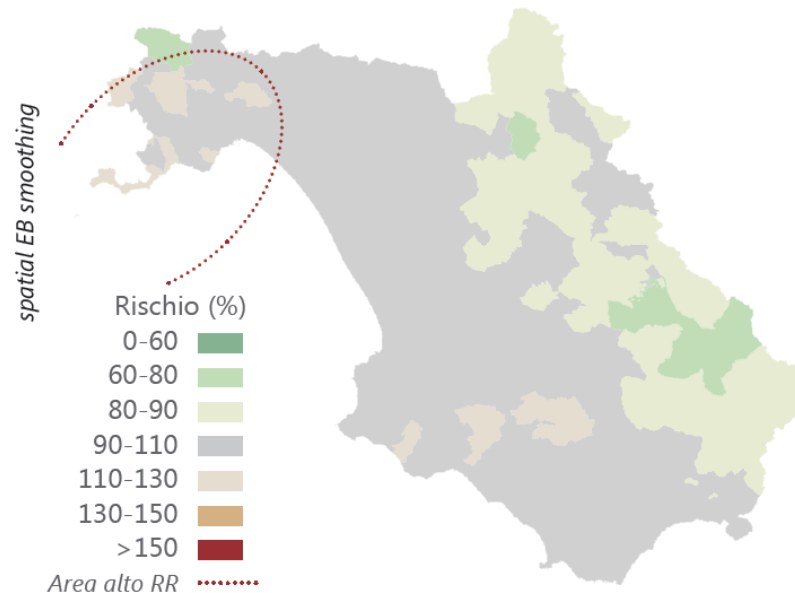 spatial EB smoothing
Rischio (%)
0-60
60-80
80-90
90-110
110-130
130-150
>150
Area alto RR